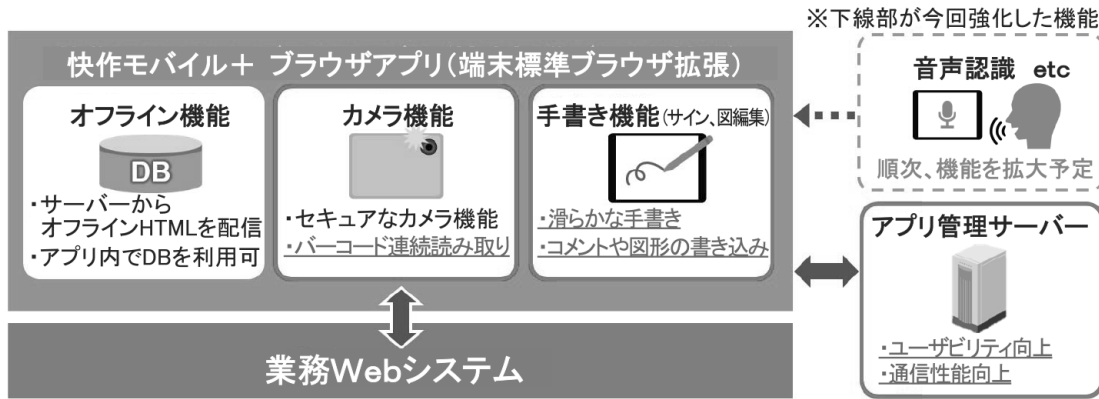 ※下線部が今回強化した機能
快作モバイル＋ ブラウザアプリ（端末標準ブラウザ拡張）
オフライン機能
DB
・サーバーから
オフラインHTMLを配信
・アプリ内でDBを利用可
カメラ機能
・セキュアなカメラ機能
・バーコード連続読み取り
手書き機能（サイン、図編集）
・滑らかな手書き
・コメントや図形の書き込み
音声認識 etc
順次、機能を拡大予定
アプリ管理サーバー
・ユーザビリティ向上
・通信性能向上
業務Webシステム